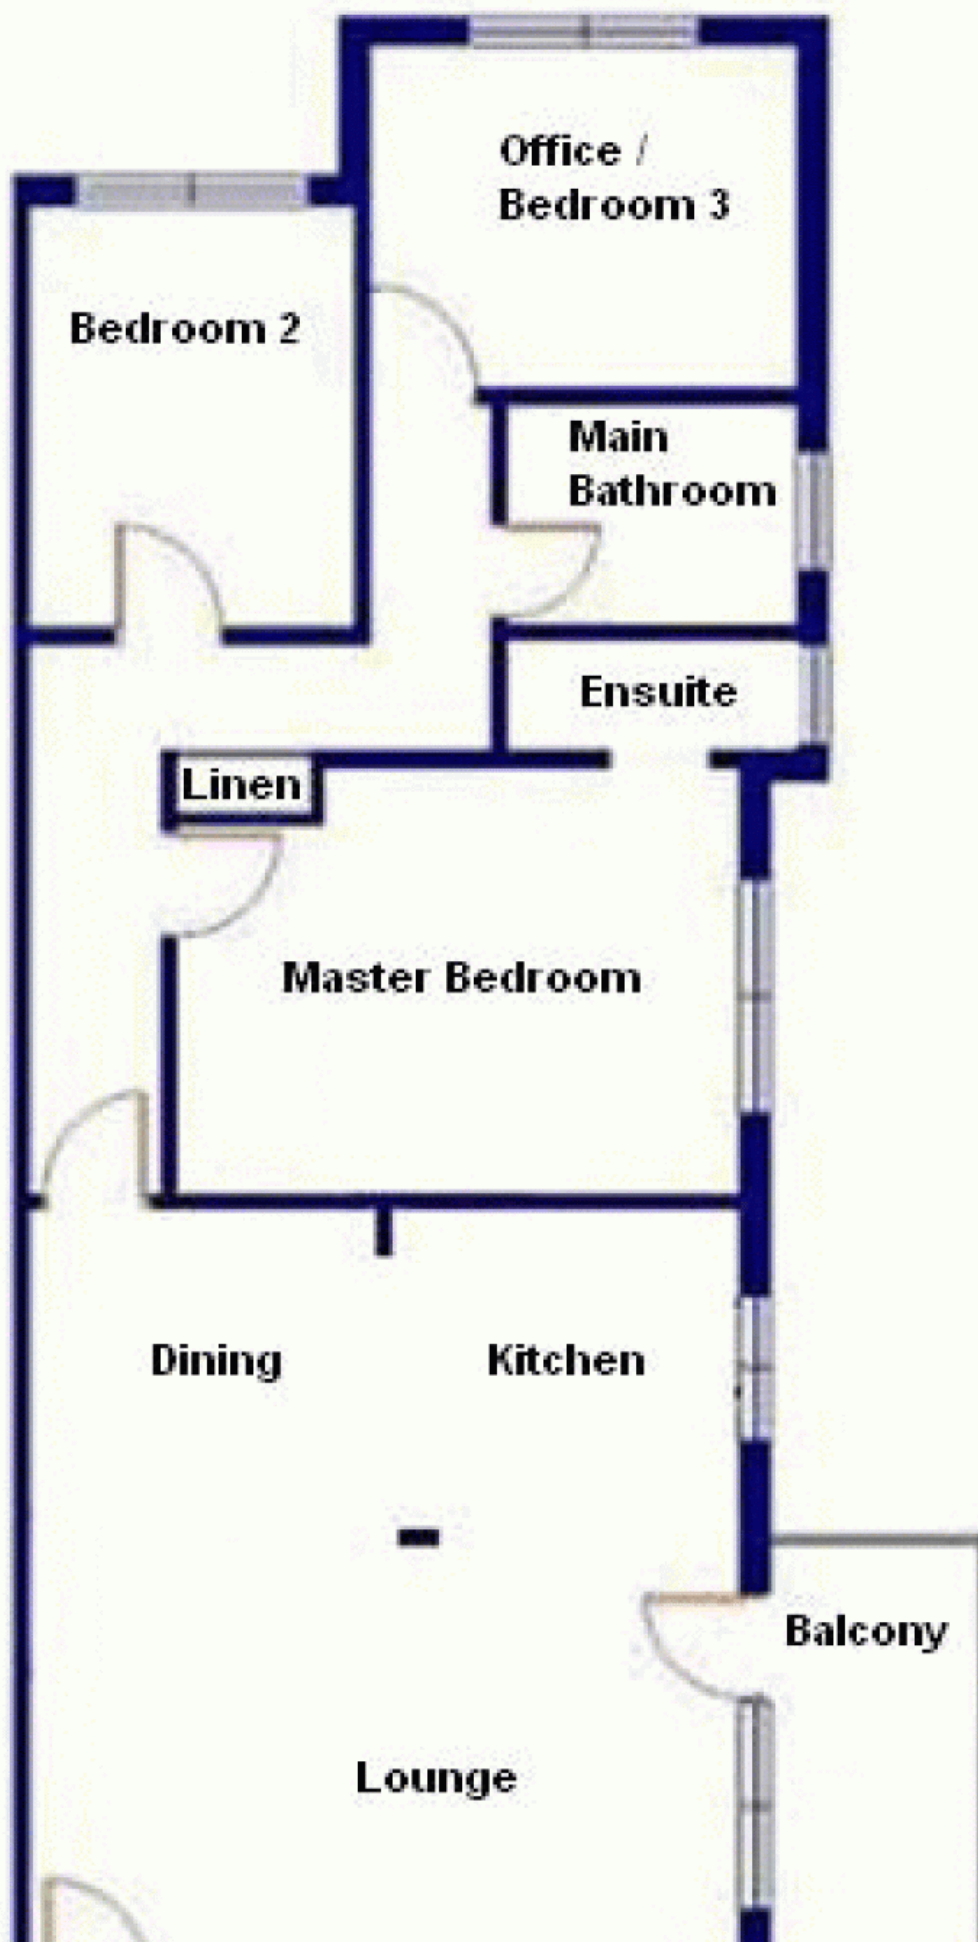 Office /
Bedroom 3
Bedroom 2
Main
Bathroom
Ensuite
Linen
Master Bedroom
Dining
Kitchen
Balcony
Lounge